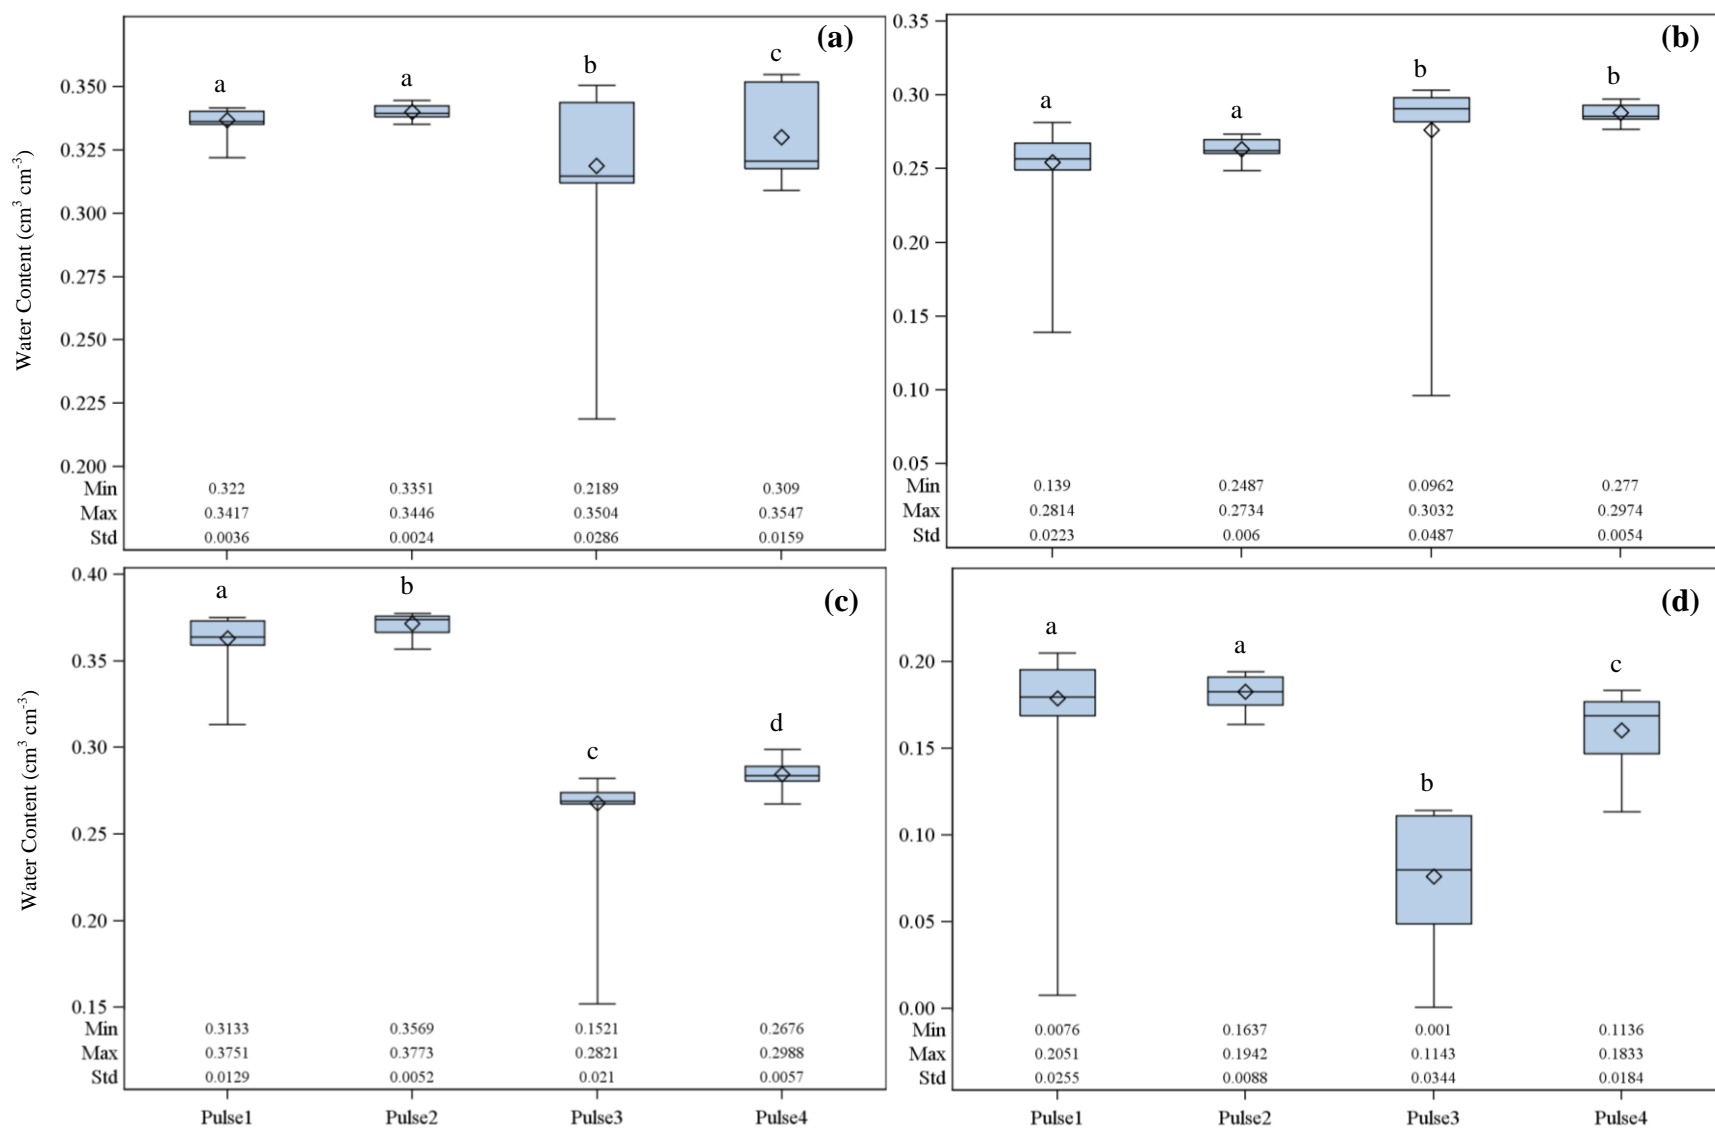 (a)
a
a
b
c
0.350
0.325
0.300
0.275
0.250
0.225
0.200
Water Content (cm³ cm⁻³)
Min 0.322 0.3351 0.2189 0.309
Max 0.3417 0.3446 0.3504 0.3547
Std 0.0036 0.0024 0.0286 0.0159
(b)
a
a
b
b
0.35
0.30
0.25
0.20
0.15
0.10
0.05
Min 0.139 0.2487 0.0962 0.277
Max 0.2814 0.2734 0.3032 0.2974
Std 0.0223 0.006 0.0487 0.0054
(c)
a
b
c
d
0.40
0.35
0.30
0.25
0.20
0.15
Water Content (cm³ cm⁻³)
Min 0.3133 0.3569 0.1521 0.2676
Max 0.3751 0.3773 0.2821 0.2988
Std 0.0129 0.0052 0.021 0.0057
Pulse1 Pulse2 Pulse3 Pulse4
(d)
a
a
b
c
0.20
0.15
0.10
0.05
0.00
Min 0.0076 0.1637 0.001 0.1136
Max 0.2051 0.1942 0.1143 0.1833
Std 0.0255 0.0088 0.0344 0.0184
Pulse1 Pulse2 Pulse3 Pulse4